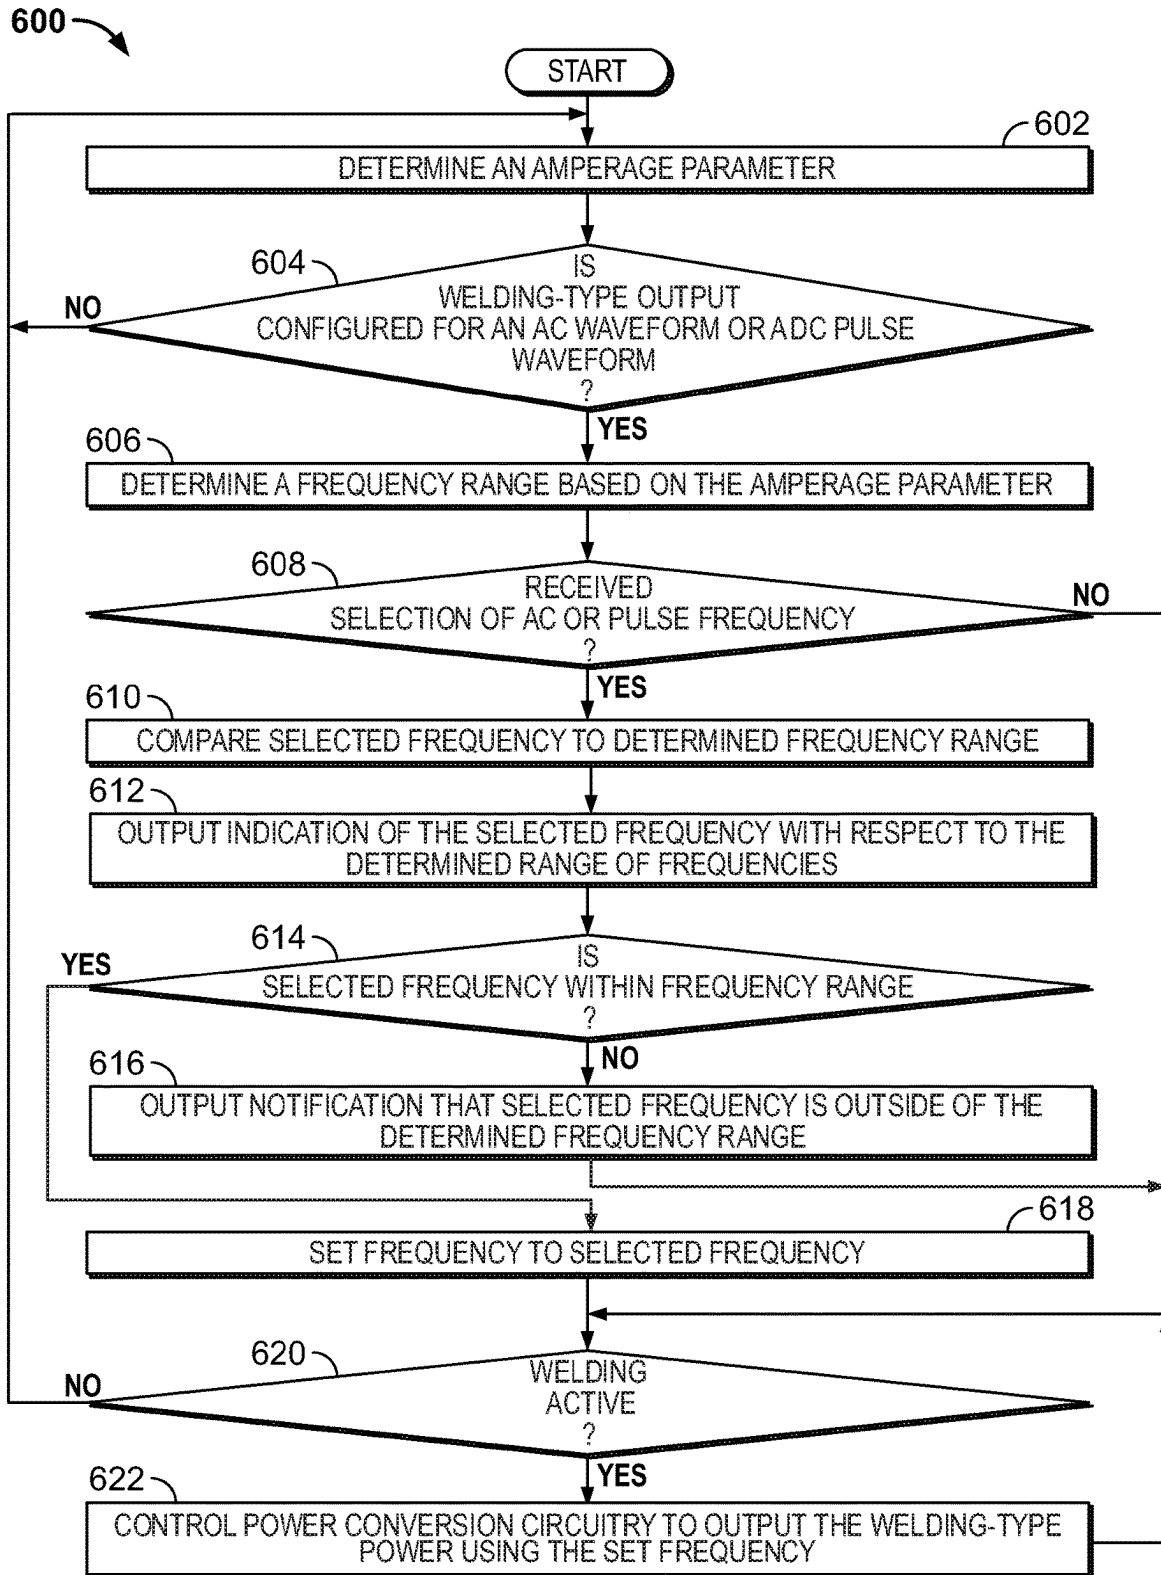 600
START
602
DETERMINE AN AMPERAGE PARAMETER
604
IS
WELDING-TYPE OUTPUT
CONFIGURED FOR AN AC WAVEFORM OR A DC PULSE
WAVEFORM
?
NO
YES
606
DETERMINE A FREQUENCY RANGE BASED ON THE AMPERAGE PARAMETER
608
RECEIVED
SELECTION OF AC OR PULSE FREQUENCY
?
NO
YES
610
COMPARE SELECTED FREQUENCY TO DETERMINED FREQUENCY RANGE
612
OUTPUT INDICATION OF THE SELECTED FREQUENCY WITH RESPECT TO THE
DETERMINED RANGE OF FREQUENCIES
614
YES
IS
SELECTED FREQUENCY WITHIN FREQUENCY RANGE
?
NO
616
OUTPUT NOTIFICATION THAT SELECTED FREQUENCY IS OUTSIDE OF THE
DETERMINED FREQUENCY RANGE
618
SET FREQUENCY TO SELECTED FREQUENCY
620
NO
WELDING
ACTIVE
?
YES
622
CONTROL POWER CONVERSION CIRCUITRY TO OUTPUT THE WELDING-TYPE
POWER USING THE SET FREQUENCY